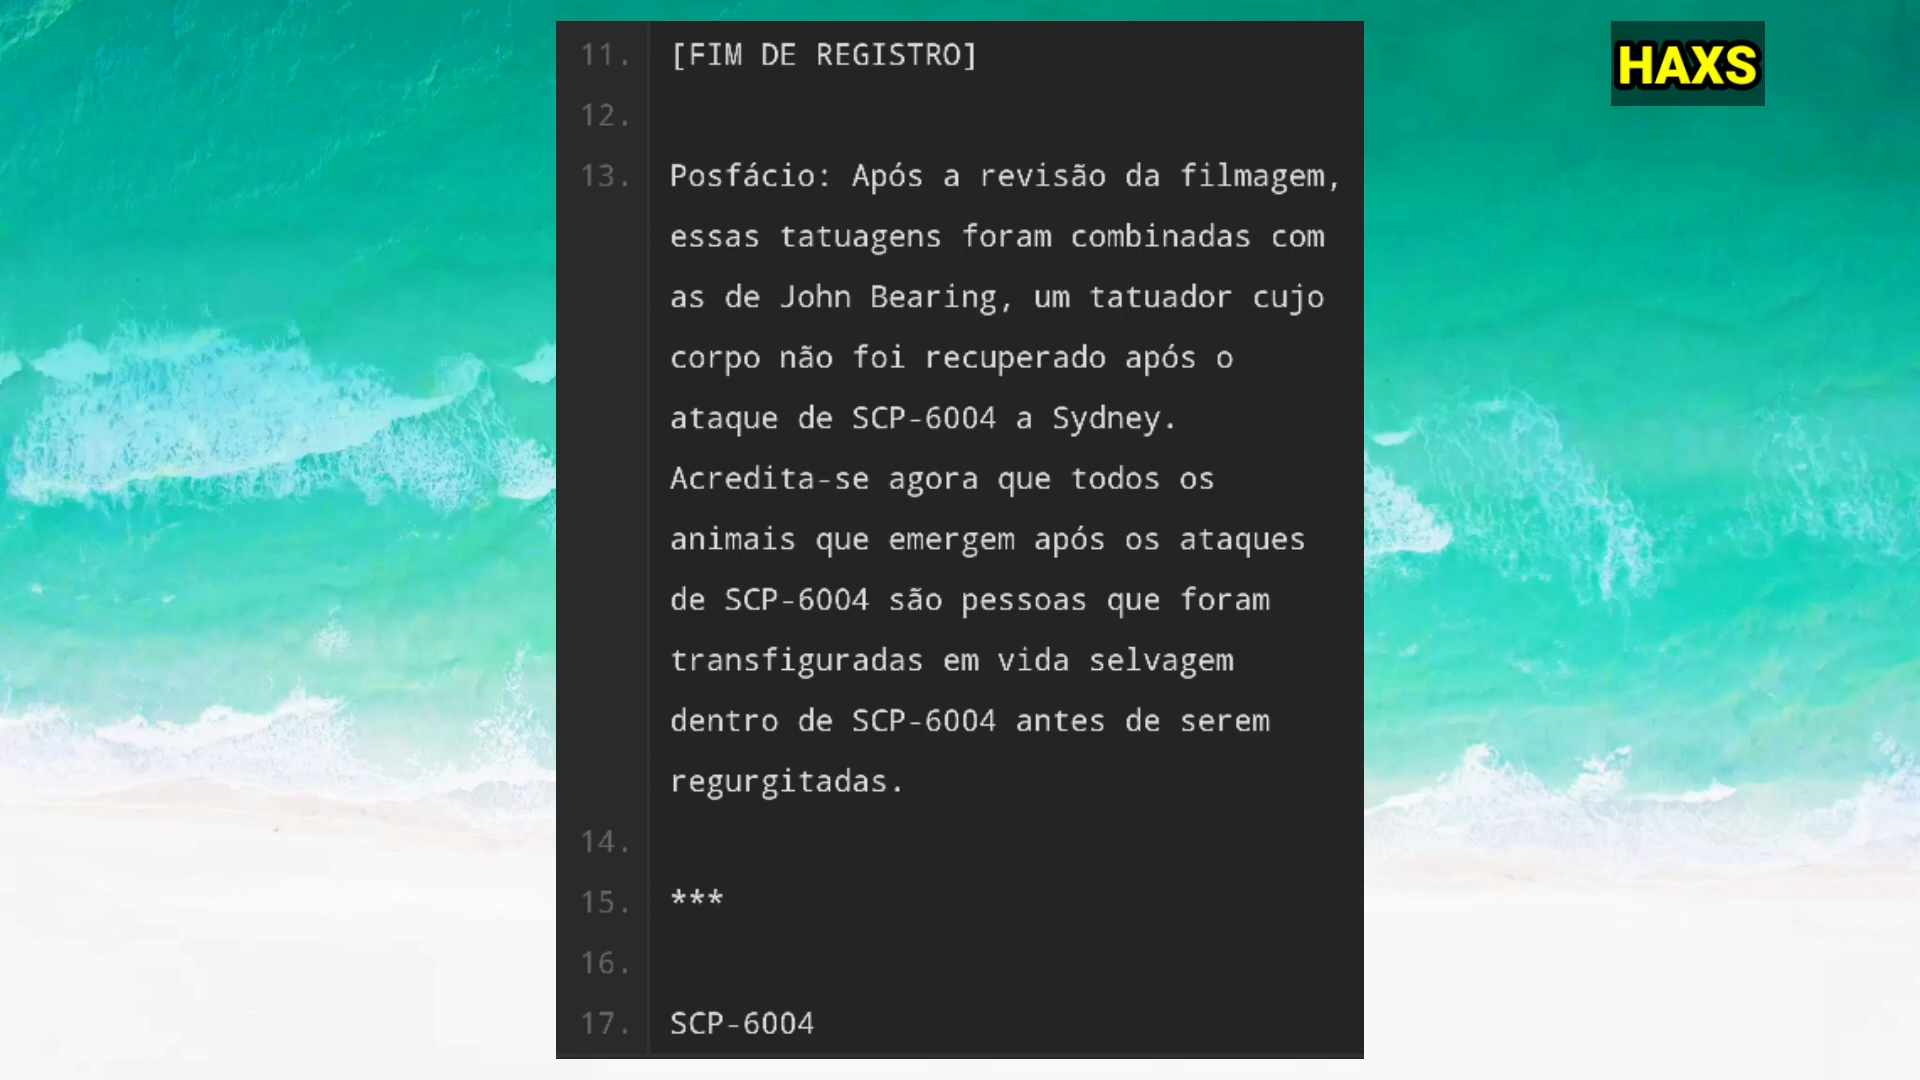 HAXS
11. [FIM DE REGISTRO]
12.
13. Posfácio: Após a revisão da filmagem,
essas tatuagens foram combinadas com
as de John Bearing, um tatuador cujo
corpo não foi recuperado após o
ataque de SCP-6004 a Sydney.
Acredita-se agora que todos os
animais que emergem após os ataques
de SCP-6004 são pessoas que foram
transfiguradas em vida selvagem
dentro de SCP-6004 antes de serem
regurgitadas.
14.
15. ***
16.
17. SCP-6004